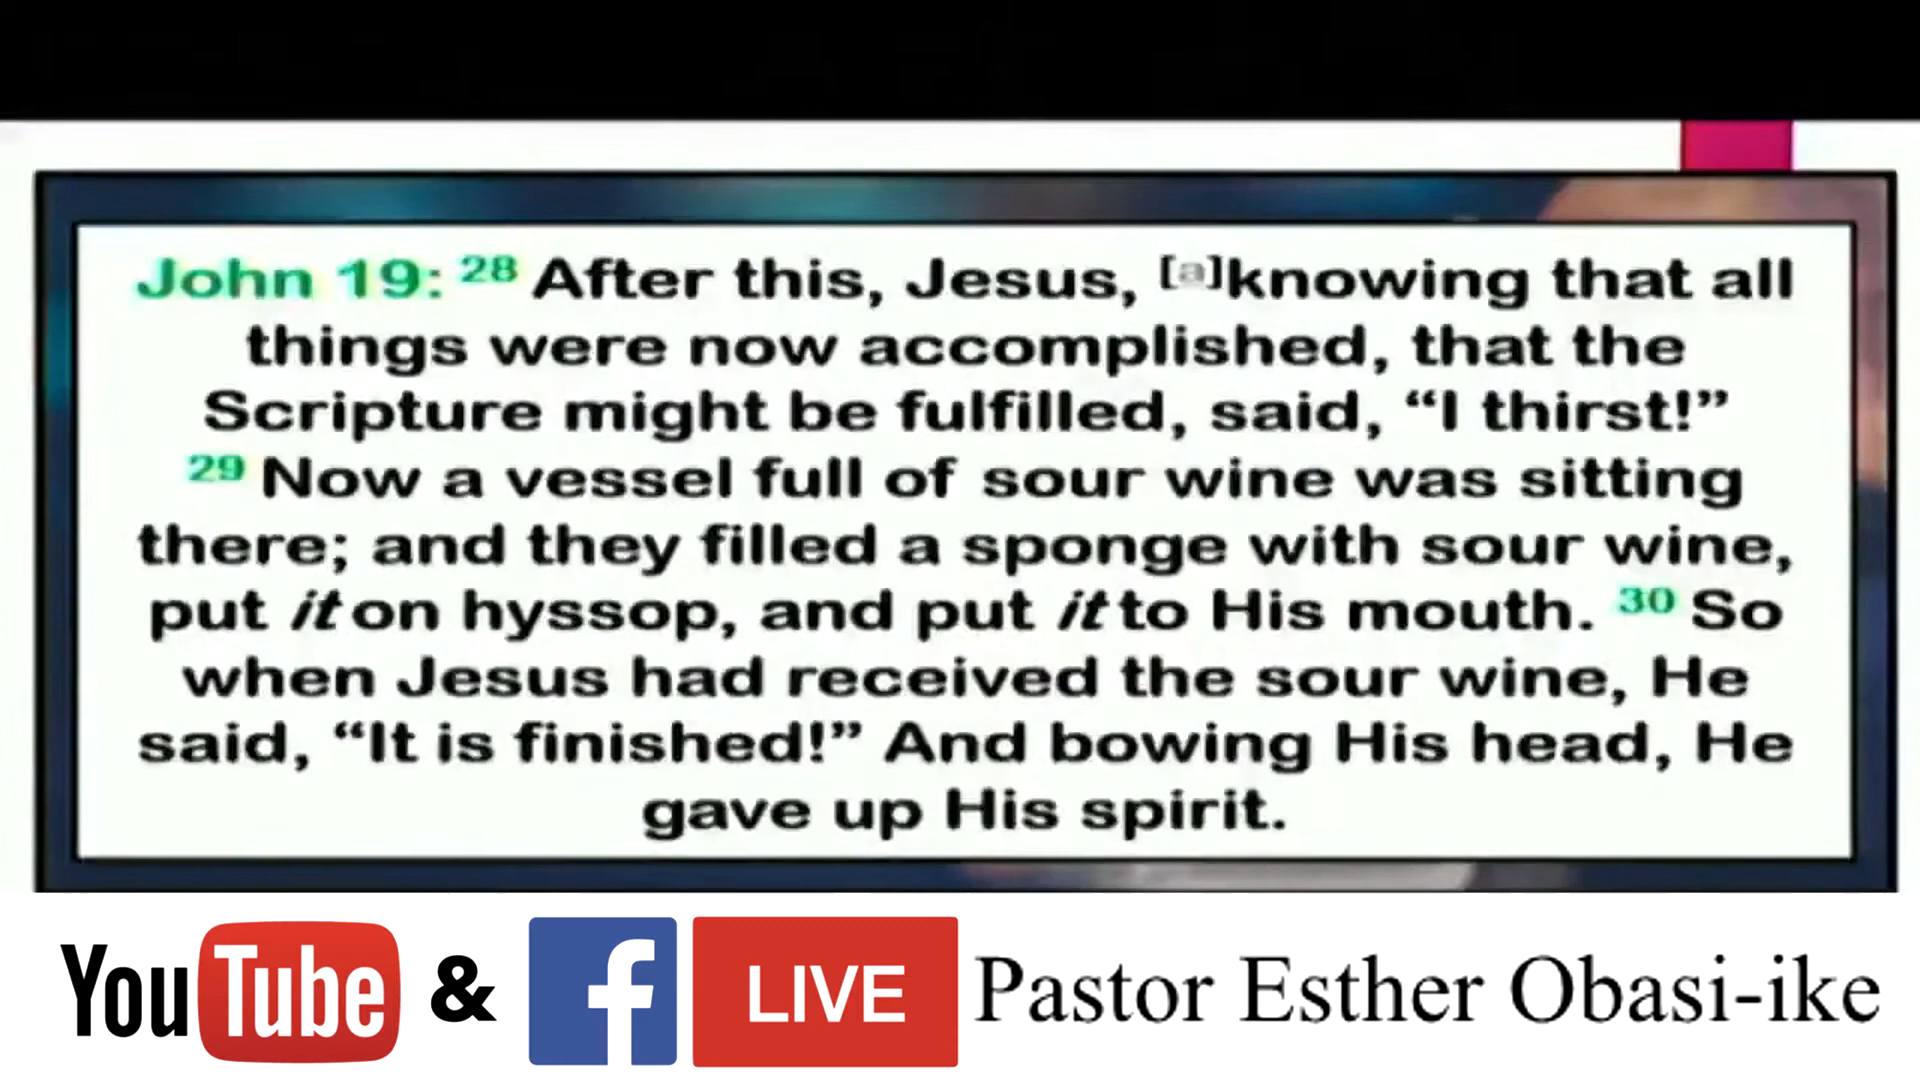 John 19: 28 After this, Jesus, [a]knowing that all
things were now accomplished, that the
Scripture might be fulfilled, said, “I thirst!”
29 Now a vessel full of sour wine was sitting
there; and they filled a sponge with sour wine,
put it on hyssop, and put it to His mouth. 30 So
when Jesus had received the sour wine, He
said, “It is finished!” And bowing His head, He
gave up His spirit.
YouTube & f LIVE Pastor Esther Obasi-ike